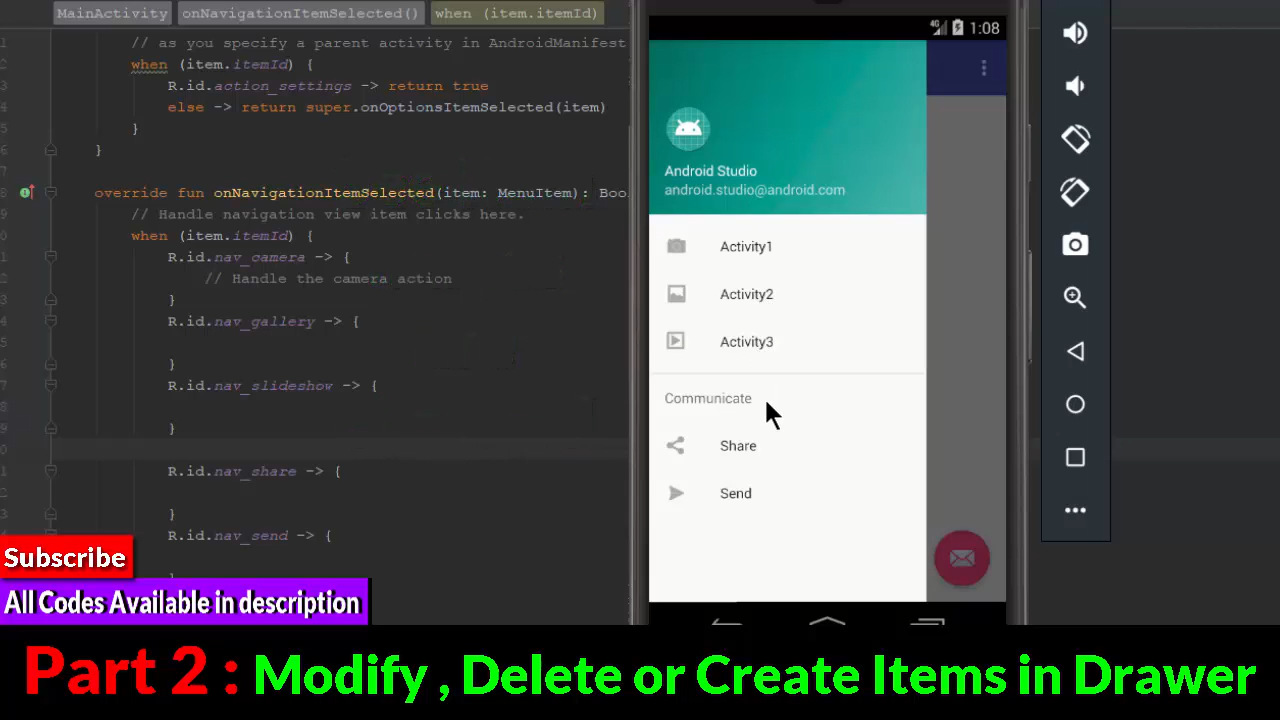 MainActivity onNavigationItemSelected() when (item.itemId)
// as you specify a parent activity in AndroidManifest
when (item.itemId) {
R.id.action_settings -> return true
else -> return super.onOptionsItemSelected(item)
}
}
override fun onNavigationItemSelected(item: MenuItem): Boo
// Handle navigation view item clicks here.
when (item.itemId) {
R.id.nav_camera -> {
// Handle the camera action
}
R.id.nav_gallery -> {
}
R.id.nav_slideshow -> {
}
R.id.nav_share -> {
}
R.id.nav_send -> {
4G 1:08
Android Studio
android.studio@android.com
Activity1
Activity2
Activity3
Communicate
Share
Send
Subscribe
All Codes Available in description
Part 2 : Modify , Delete or Create Items in Drawer